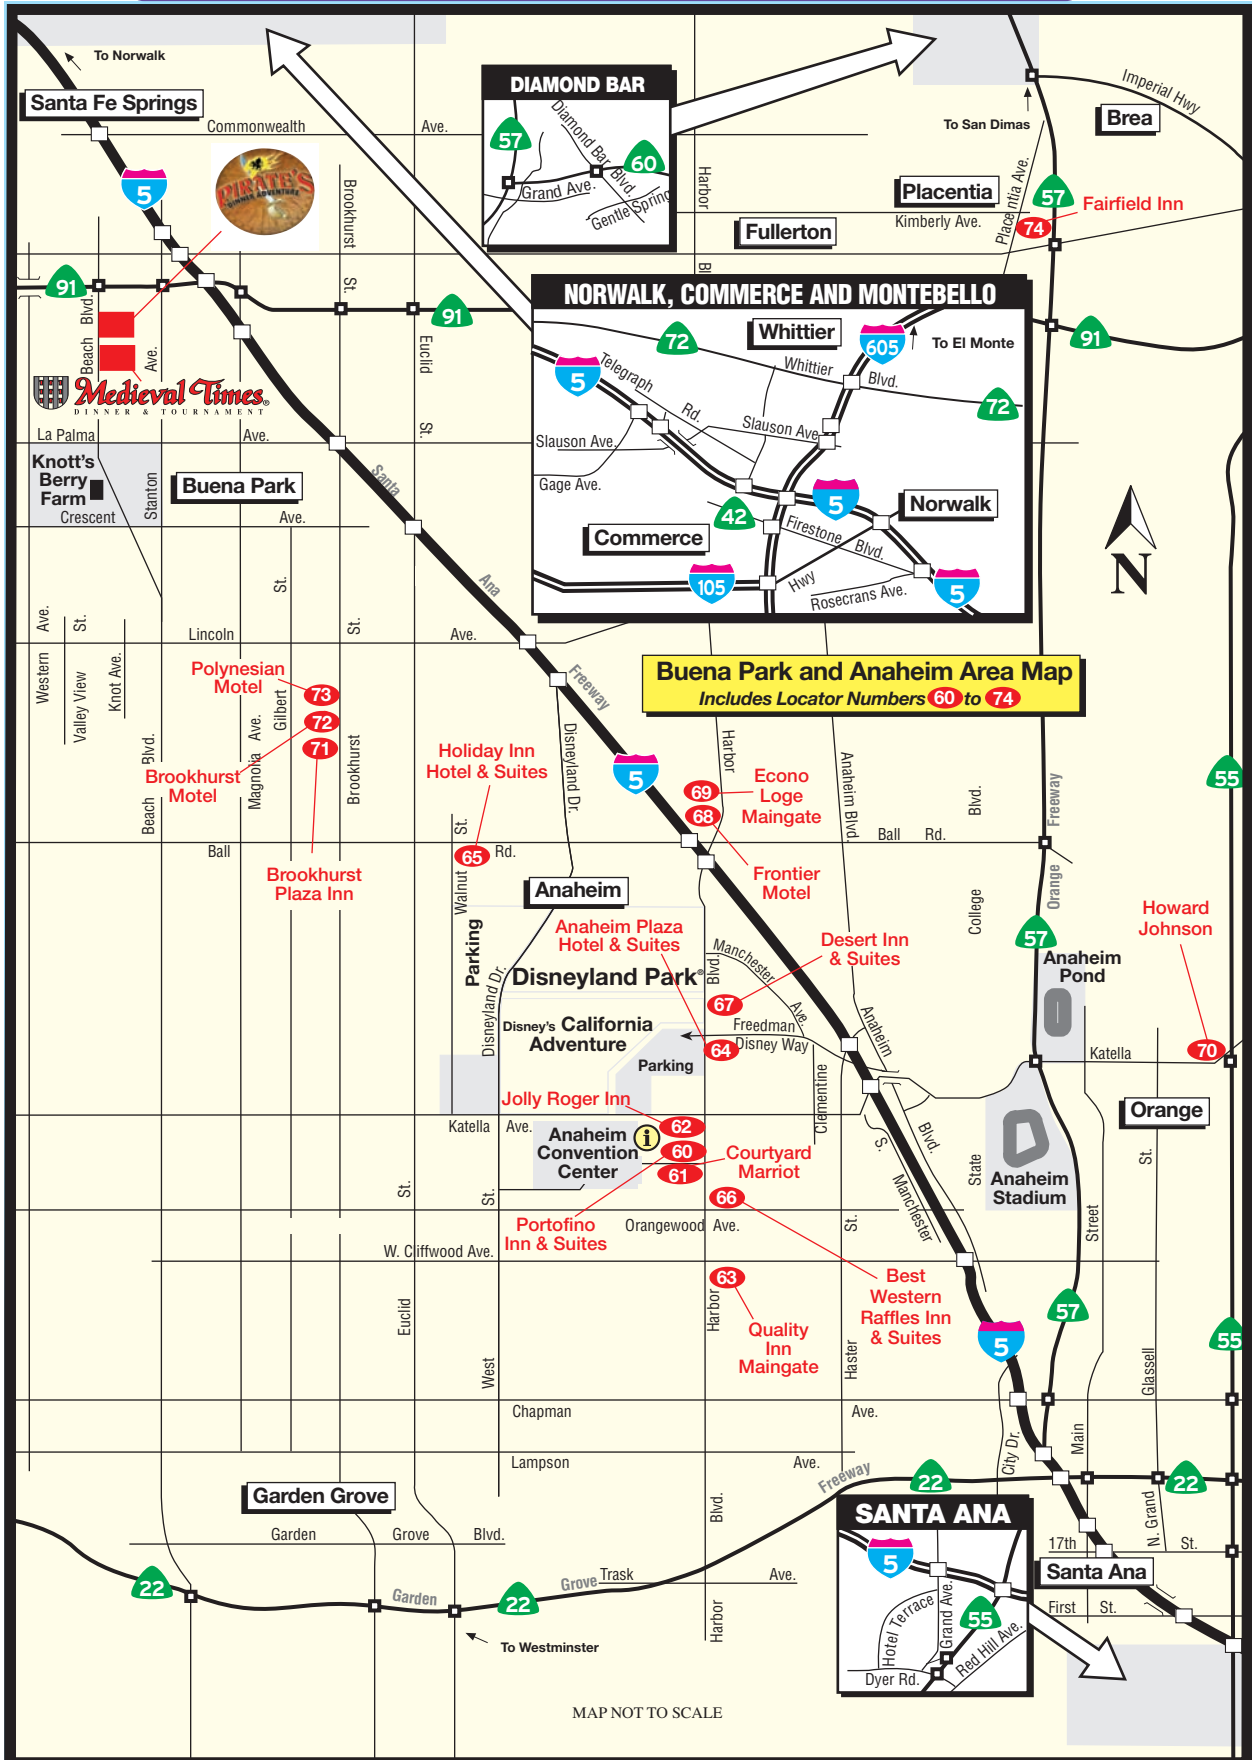 To Norwalk
Santa Fe Springs
Commonwealth Ave.
5
PIRATE'S
DINNER ADVENTURE
Brookhurst St.
DIAMOND BAR
57
60
Diamond Bar Blvd.
Grand Ave.
Gentle Spring
Harbor Bl
Imperial Hwy
To San Dimas
Brea
Placentia Ave.
Placentia
57
Fairfield Inn
74
Kimberly Ave.
Fullerton
91
91
91
Beach Blvd.
Ave.
Euclid St.
Medieval Times
DINNER & TOURNAMENT
La Palma Ave.
Knott's
Berry
Farm
Crescent Ave.
Stanton
Buena Park
NORWALK, COMMERCE AND MONTEBELLO
72
Whittier
605
To El Monte
5
Telegraph Rd.
Whittier Blvd.
72
Slauson Ave.
Slauson Ave.
Gage Ave.
42
5
Norwalk
Commerce
Firestone Blvd.
105
Hwy
Rosecrans Ave.
5
N
Santa Ana Freeway
Western Ave.
Valley View St.
Knot Ave.
Lincoln Ave.
St.
St.
Buena Park and Anaheim Area Map
Includes Locator Numbers 60 to 74
Polynesian
Motel
73
72
71
Brookhurst
Motel
Brookhurst
Plaza Inn
Beach Blvd.
Magnolia Ave.
Gilbert
Brookhurst
Holiday Inn
Hotel & Suites
65
Walnut St.
Disneyland Dr.
5
Harbor
69
68
Econo
Loge
Maingate
Frontier
Motel
Anaheim Blvd.
Ball Rd.
Ball Rd.
College Blvd.
Orange Freeway
57
55
Howard
Johnson
70
Anaheim
Parking
Disneyland Dr.
Anaheim Plaza
Hotel & Suites
Disneyland Park®
Blvd.
Manchester Ave.
Desert Inn
& Suites
67
Disney's California
Adventure
Freedman
Disney Way
64
Parking
Clementine
Anaheim Blvd.
Anaheim
Pond
Katella
Orange
Jolly Roger Inn
Katella Ave.
Anaheim
Convention
Center
i
62
60
61
Courtyard
Marriot
66
Portofino
Inn & Suites
Orangewood Ave.
S. Manchester
State
Anaheim
Stadium
Street
St.
St.
St.
St.
W. Cliffwood Ave.
63
Quality
Inn
Maingate
Best
Western
Raffles Inn
& Suites
57
5
55
Euclid
West
Harbor
Haster
Glassell
Chapman Ave.
City Dr.
Main
Lampson Ave.
Garden Grove
Garden Grove Blvd.
Freeway
22
22
N. Grand
17th St.
Santa Ana
First St.
22
Garden
22
Grove
Trask Ave.
Harbor Blvd.
To Westminster
SANTA ANA
5
Hotel Terrace
Grand Ave.
55
Red Hill Ave.
Dyer Rd.
MAP NOT TO SCALE